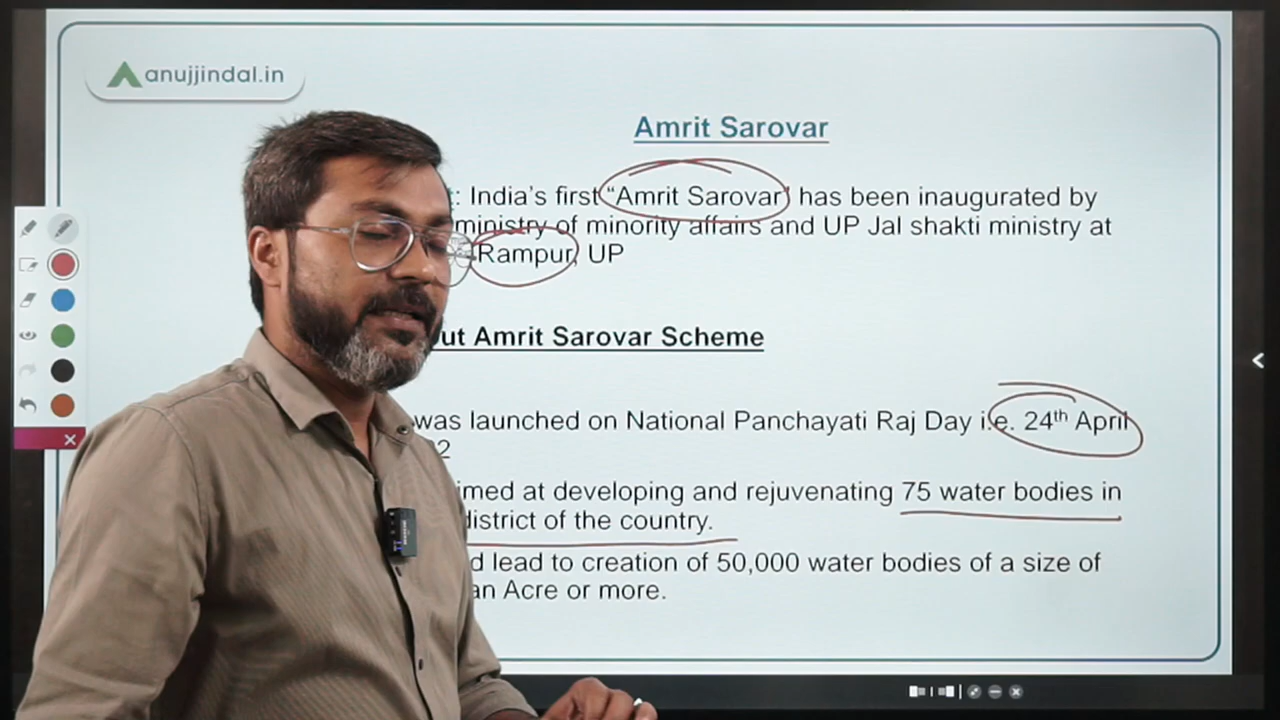 anujjindal.in
Amrit Sarovar
: India's first “Amrit Sarovar” has been inaugurated by
ministry of minority affairs and UP Jal shakti ministry at
Rampur, UP
ut Amrit Sarovar Scheme
was launched on National Panchayati Raj Day i.e. 24th April
2
imed at developing and rejuvenating 75 water bodies in
district of the country.
d lead to creation of 50,000 water bodies of a size of
an Acre or more.